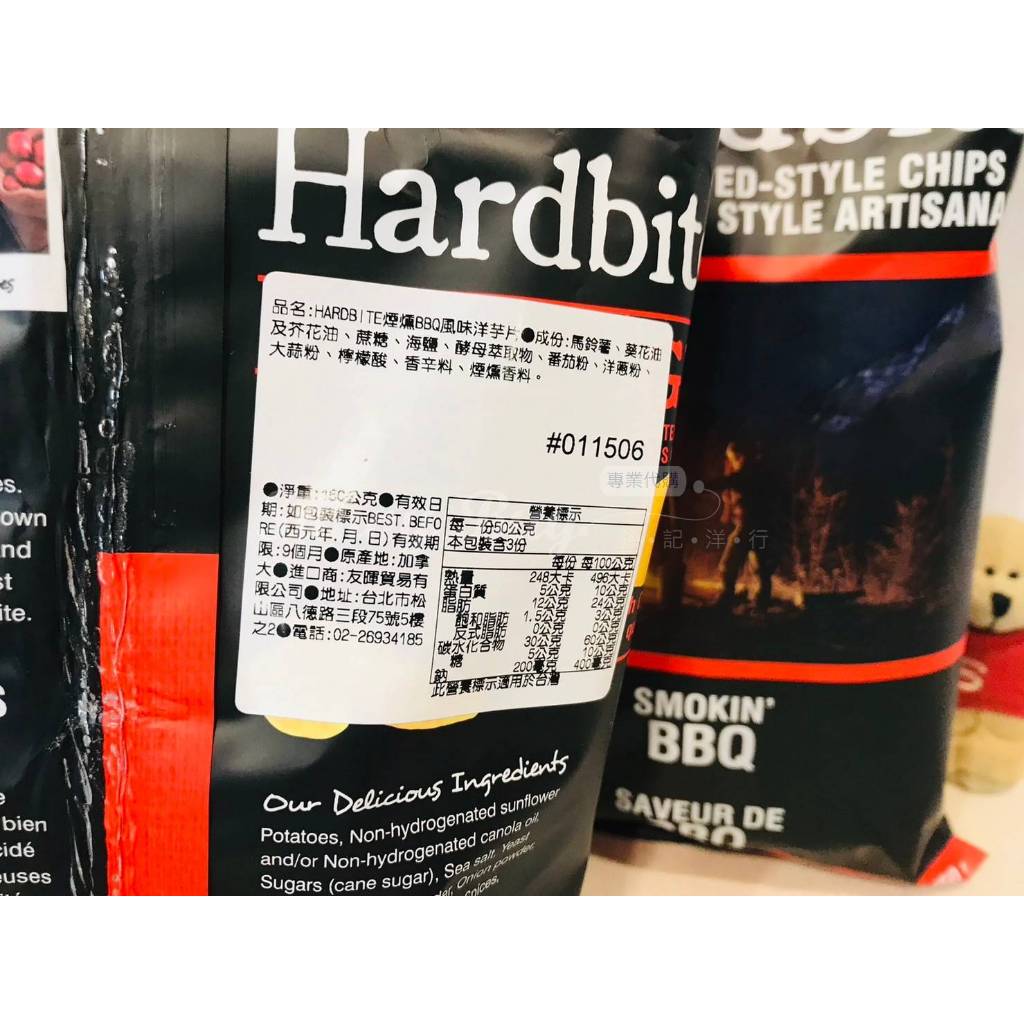 Hardbit
品名:HARDBITE煙燻BBQ風味洋芋片●成份:馬鈴薯、葵花油
及芥花油、蔗糖、海鹽、酵母萃取物、番茄粉、洋蔥粉、
大蒜粉、檸檬酸、香辛料、煙燻香料。
#011506
●淨重:150公克●有效日
期:如包裝標示BEST. BEFO
RE(西元年.月.日)有效期
限:9個月●原產地:加拿
大●進口商:友暉貿易有
限公司●地址:台北市松
山區八德路三段75號5樓
之2●電話:02-26934185
營養標示
每一份50公克
本包裝含3份
每份 每100公克
熱量 248大卡 496大卡
蛋白質 5公克 10公克
脂肪 12公克 24公克
飽和脂肪 1.5公克 3公克
反式脂肪 0公克 0公克
碳水化合物 30公克 60公克
糖 5公克 10公克
鈉 200毫克 400毫克
此營養標示適用於台灣
Our Delicious Ingredients
Potatoes, Non-hydrogenated sunflower
and/or Non-hydrogenated canola oil,
Sugars (cane sugar), Sea salt, Yeast
Onion powder,
es.
own
nd
st
ite.
S
e
bien
cidé
euses
ED-STYLE CHIPS
STYLE ARTISANA
SMOKIN'
BBQ
SAVEUR DE
BBQ
專業代購
記·洋·行